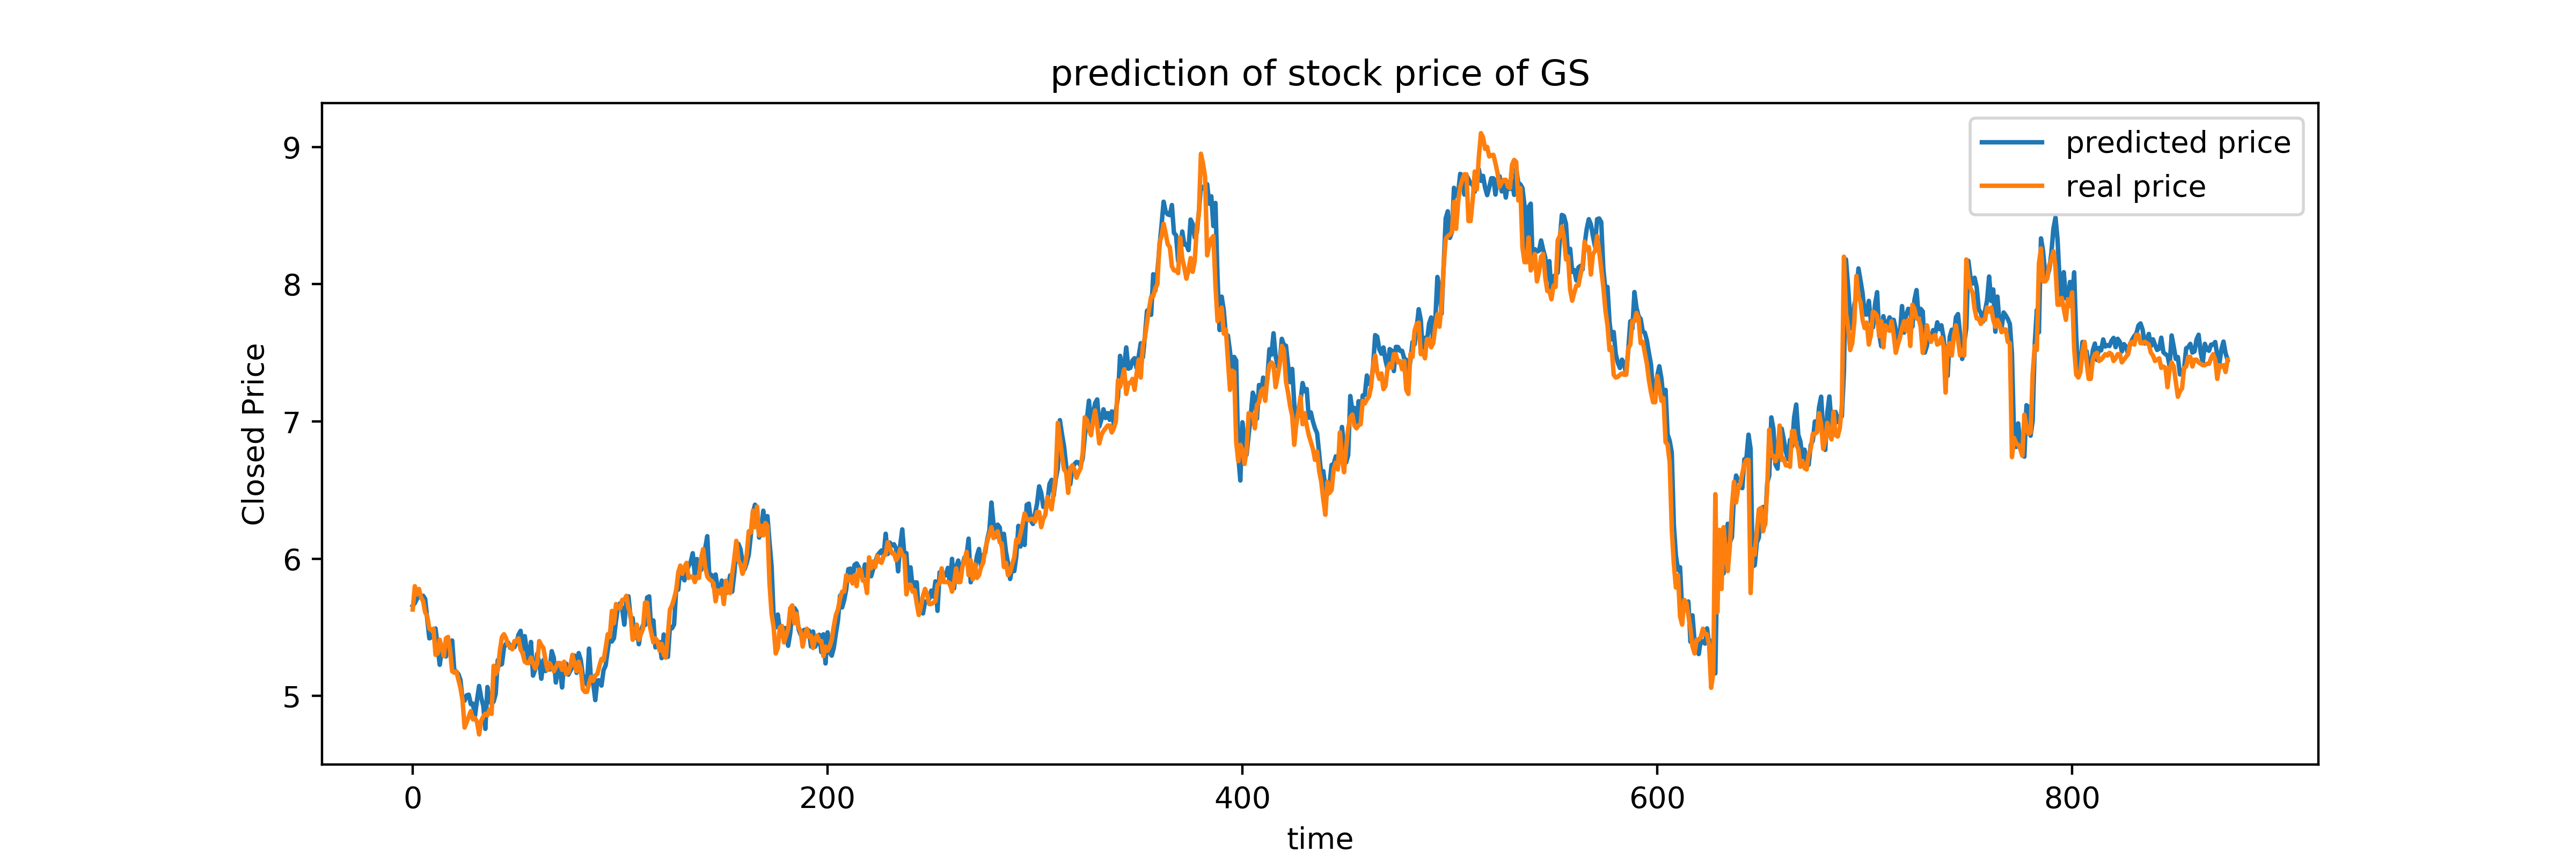 prediction of stock price of GS
predicted price
real price
Closed Price
9
8
7
6
5
0 200 400 600 800
time